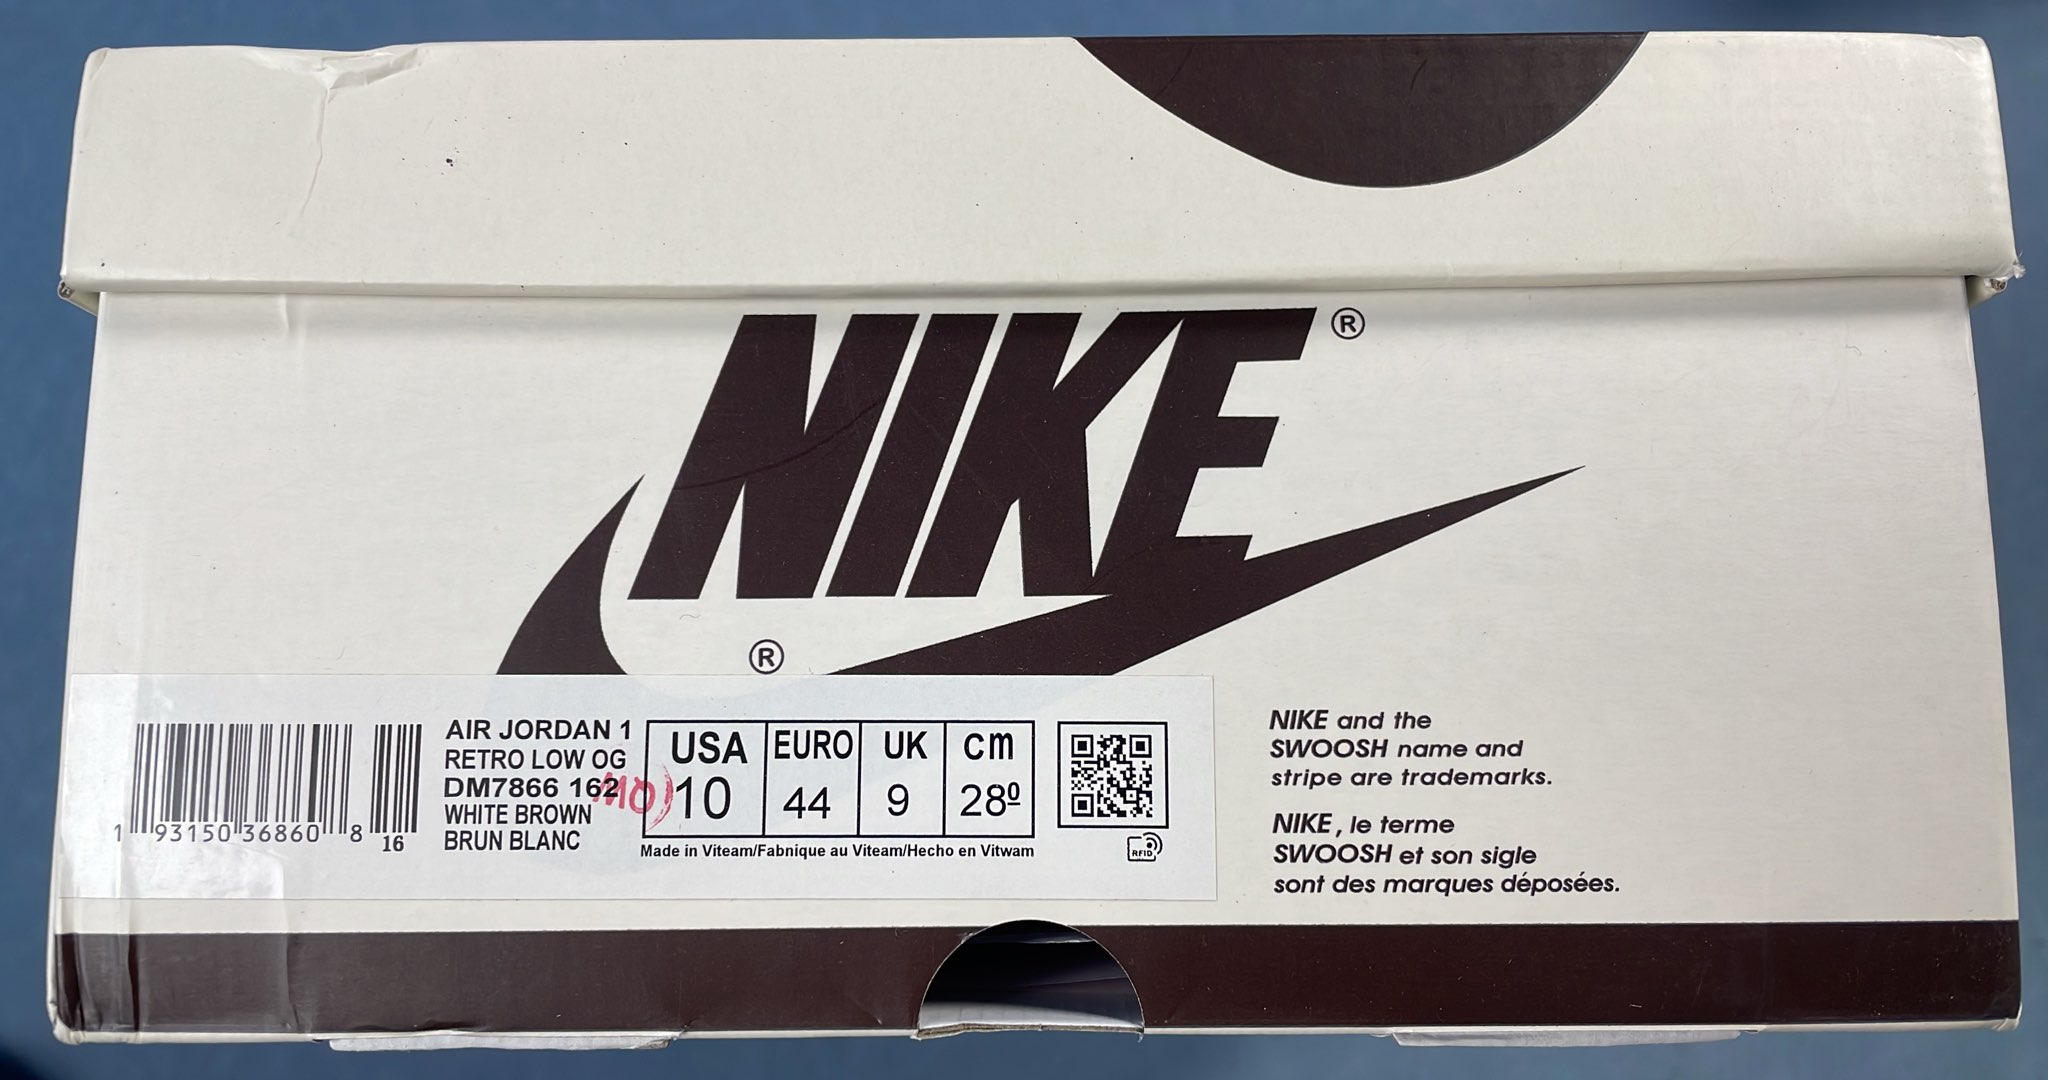 NIKE ®
®
AIR JORDAN 1
RETRO LOW OG
DM7866 162
WHITE BROWN
BRUN BLANC
1 93150 36860 8 16
MQ)
USA EURO UK cm
10 44 9 28⁰
Made in Viteam/Fabnique au Viteam/Hecho en Vitwam
RFID
NIKE and the
SWOOSH name and
stripe are trademarks.
NIKE, le terme
SWOOSH et son sigle
sont des marques déposées.